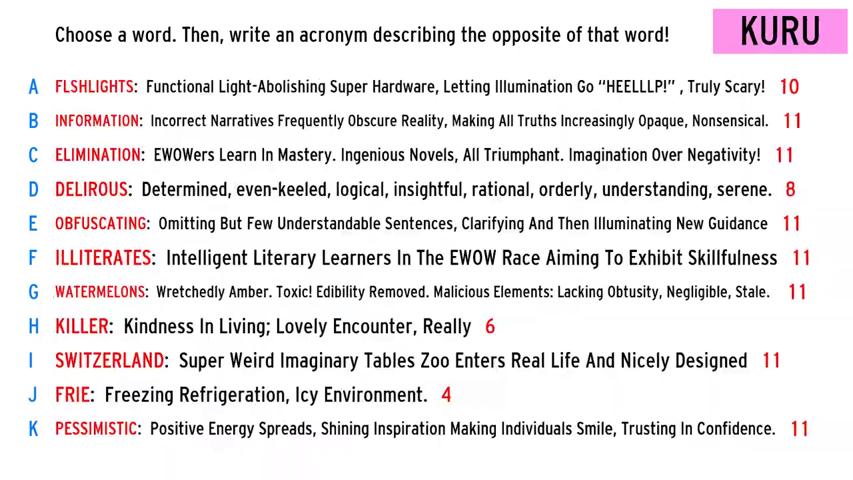 Choose a word. Then, write an acronym describing the opposite of that word!
KURU
A FLSHLIGHTS: Functional Light-Abolishing Super Hardware, Letting Illumination Go “HEELLLP!” , Truly Scary! 10
B INFORMATION: Incorrect Narratives Frequently Obscure Reality, Making All Truths Increasingly Opaque, Nonsensical. 11
C ELIMINATION: EWOWers Learn In Mastery. Ingenious Novels, All Triumphant. Imagination Over Negativity! 11
D DELIROUS: Determined, even-keeled, logical, insightful, rational, orderly, understanding, serene. 8
E OBFUSCATING: Omitting But Few Understandable Sentences, Clarifying And Then Illuminating New Guidance 11
F ILLITERATES: Intelligent Literary Learners In The EWOW Race Aiming To Exhibit Skillfulness 11
G WATERMELONS: Wretchedly Amber. Toxic! Edibility Removed. Malicious Elements: Lacking Obtusity, Negligible, Stale. 11
H KILLER: Kindness In Living; Lovely Encounter, Really 6
I SWITZERLAND: Super Weird Imaginary Tables Zoo Enters Real Life And Nicely Designed 11
J FRIE: Freezing Refrigeration, Icy Environment. 4
K PESSIMISTIC: Positive Energy Spreads, Shining Inspiration Making Individuals Smile, Trusting In Confidence. 11